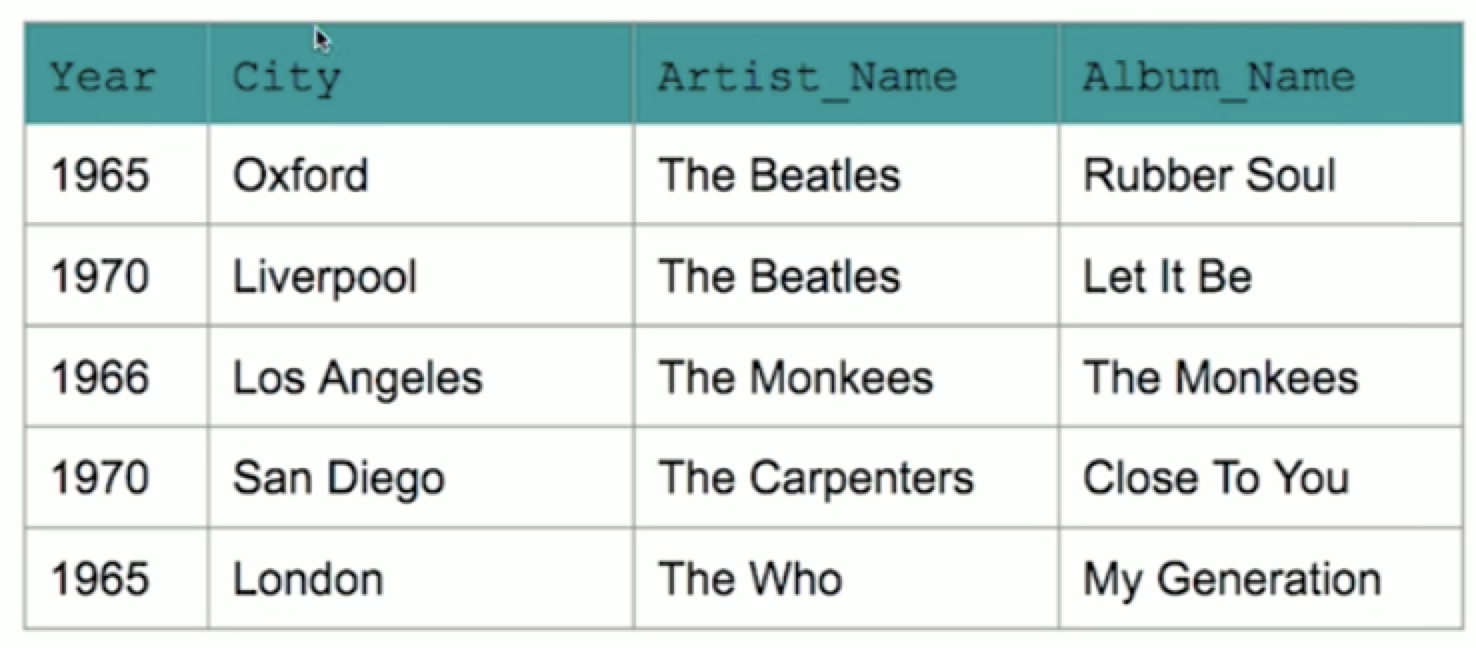 Year City Artist_Name Album_Name
1965 Oxford The Beatles Rubber Soul
1970 Liverpool The Beatles Let It Be
1966 Los Angeles The Monkees The Monkees
1970 San Diego The Carpenters Close To You
1965 London The Who My Generation